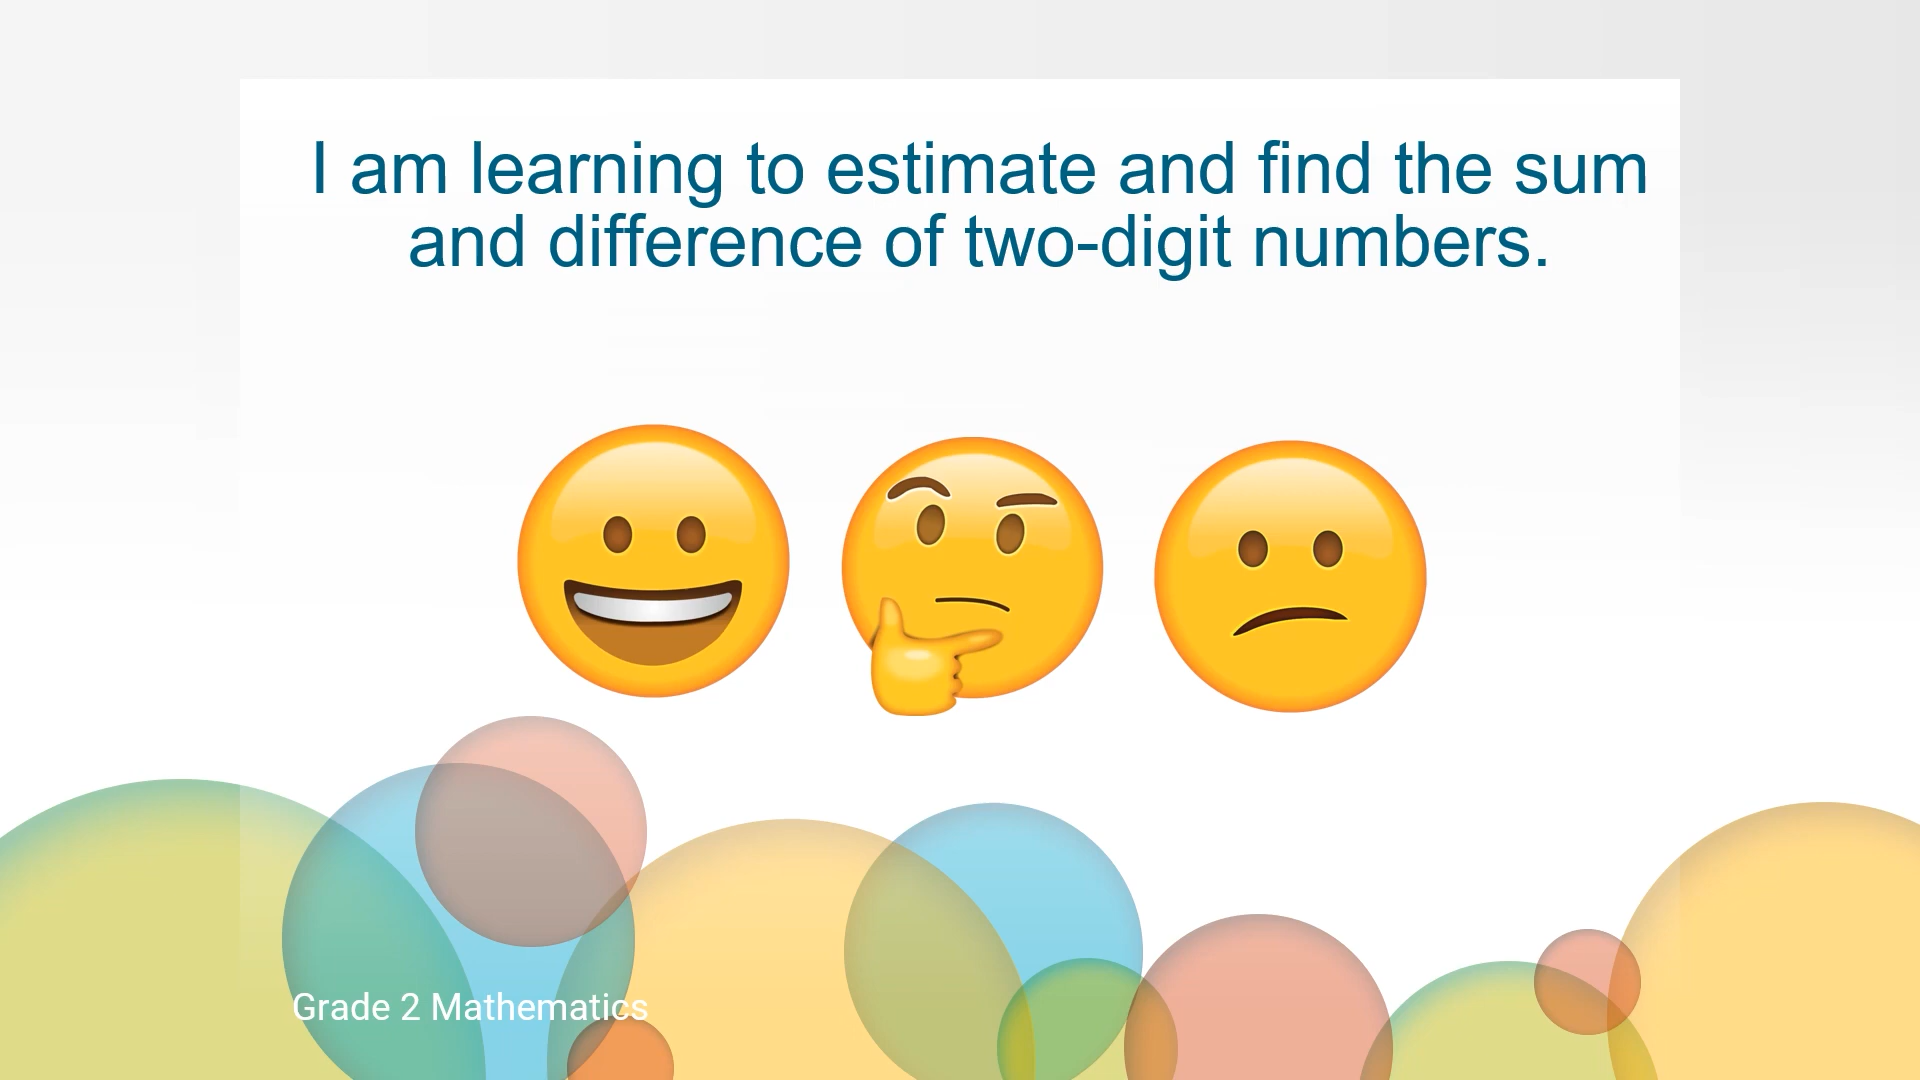 I am learning to estimate and find the sum
and difference of two-digit numbers.
Grade 2 Mathematics